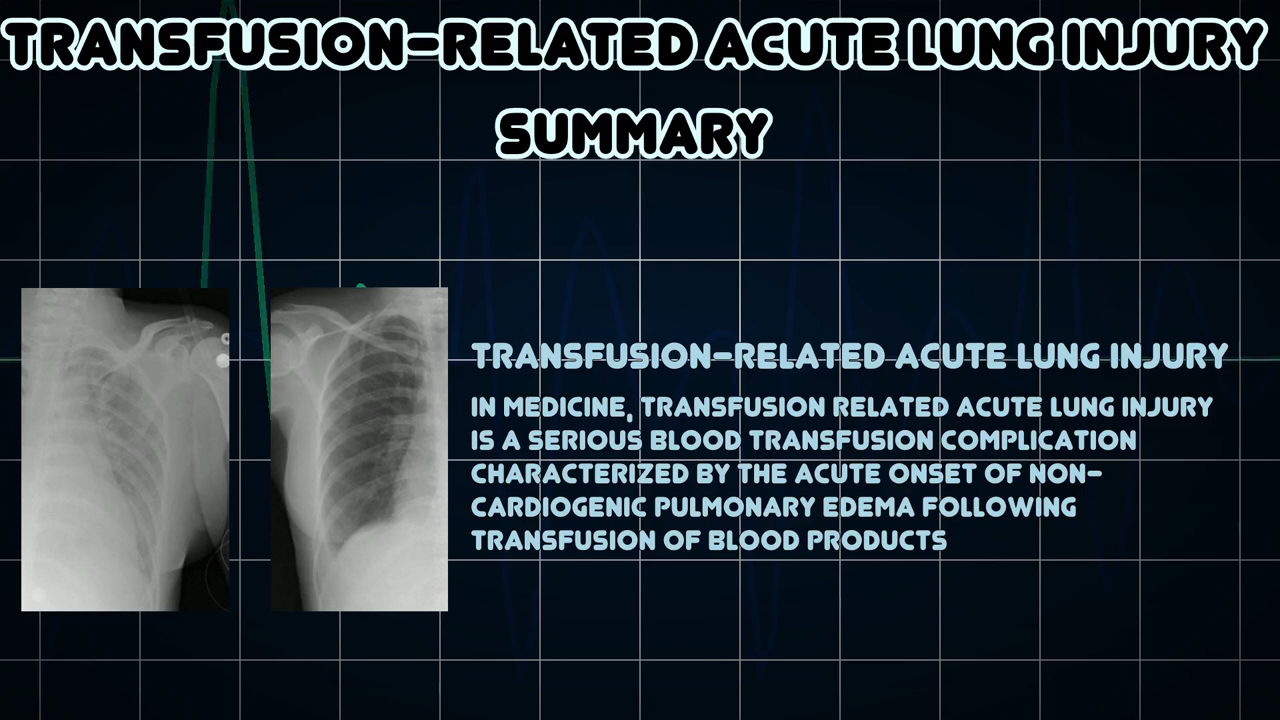 TRANSFUSION-RELATED ACUTE LUNG INJURY
SUMMARY
TRANSFUSION-RELATED ACUTE LUNG INJURY
IN MEDICINE, TRANSFUSION RELATED ACUTE LUNG INJURY
IS A SERIOUS BLOOD TRANSFUSION COMPLICATION
CHARACTERIZED BY THE ACUTE ONSET OF NON-
CARDIOGENIC PULMONARY EDEMA FOLLOWING
TRANSFUSION OF BLOOD PRODUCTS